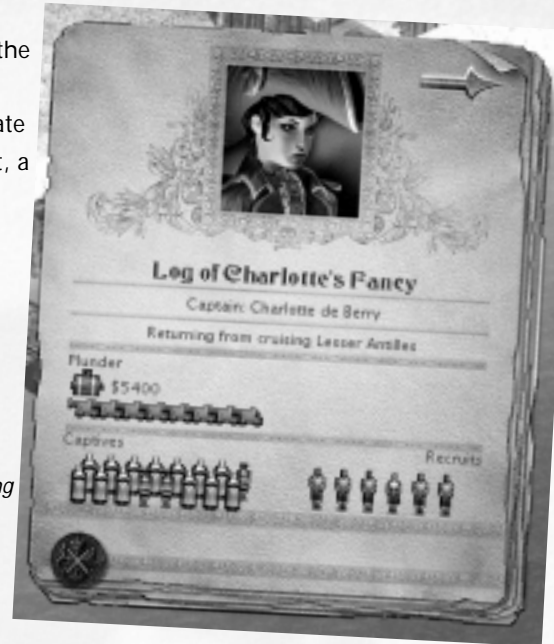 the
ate
t, a
Log of Charlotte's Fancy
Captain: Charlotte de Berry
Returning from cruising Lesser Antilles
Plunder
$5400
Captives
Recruits
ng